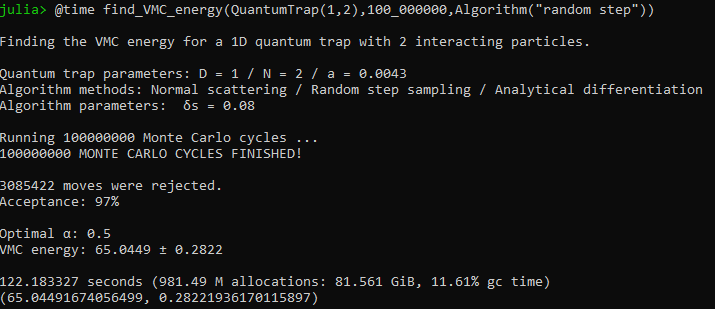 julia> @time find_VMC_energy(QuantumTrap(1,2),100_000000,Algorithm("random step"))
Finding the VMC energy for a 1D quantum trap with 2 interacting particles.
Quantum trap parameters: D = 1 / N = 2 / a = 0.0043
Algorithm methods: Normal scattering / Random step sampling / Analytical differentiation
Algorithm parameters:  δs = 0.08
Running 100000000 Monte Carlo cycles ...
100000000 MONTE CARLO CYCLES FINISHED!
3085422 moves were rejected.
Acceptance: 97%
Optimal α: 0.5
VMC energy: 65.0449 ± 0.2822
122.183327 seconds (981.49 M allocations: 81.561 GiB, 11.61% gc time)
(65.04491674056499, 0.28221936170115897)